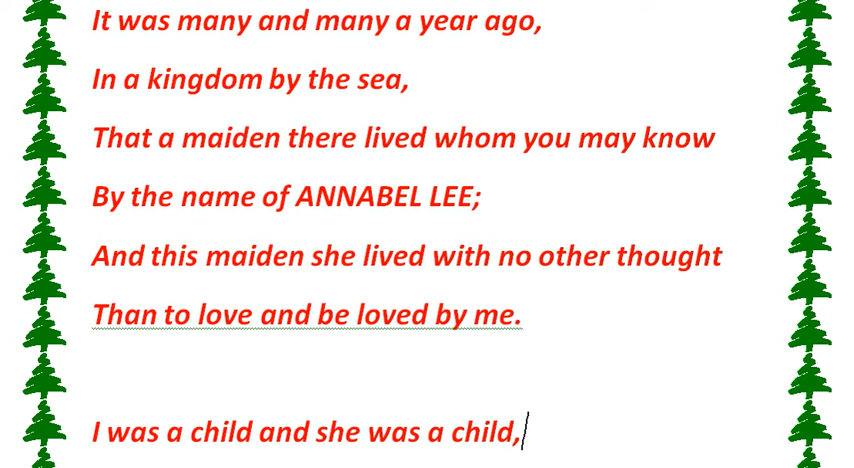 It was many and many a year ago,
In a kingdom by the sea,
That a maiden there lived whom you may know
By the name of ANNABEL LEE;
And this maiden she lived with no other thought
Than to love and be loved by me.
I was a child and she was a child,